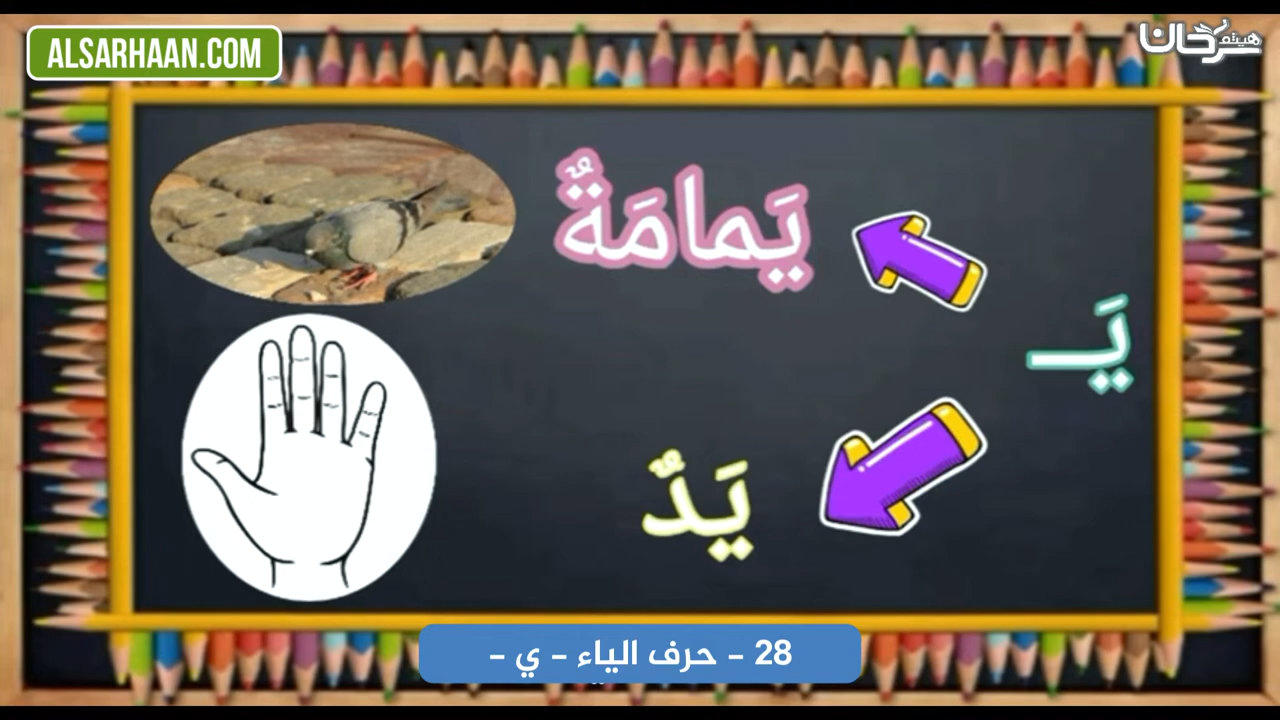 ALSARHAAN.COM
هيثم سرحان
يَمامَةٌ
يَـ
يَدٌ
28 - حرف الياء - ي -